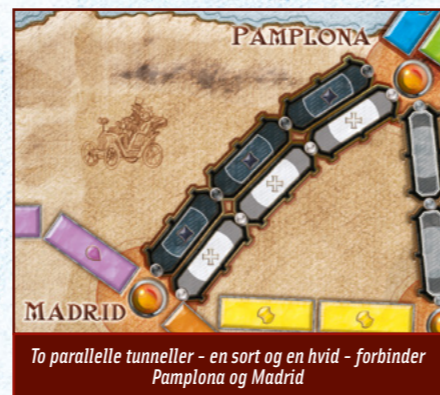 PAMPLONA
MADRID
To parallelle tunneller - en sort og en hvid - forbinder
Pamplona og Madrid